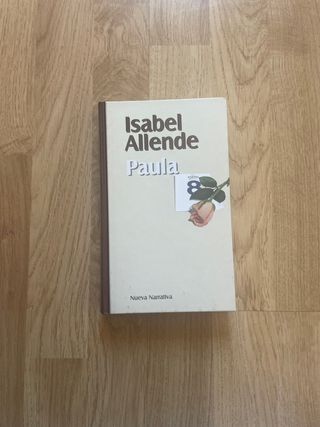 Isabel
Allende
Paula
8
Nueva Narrativa